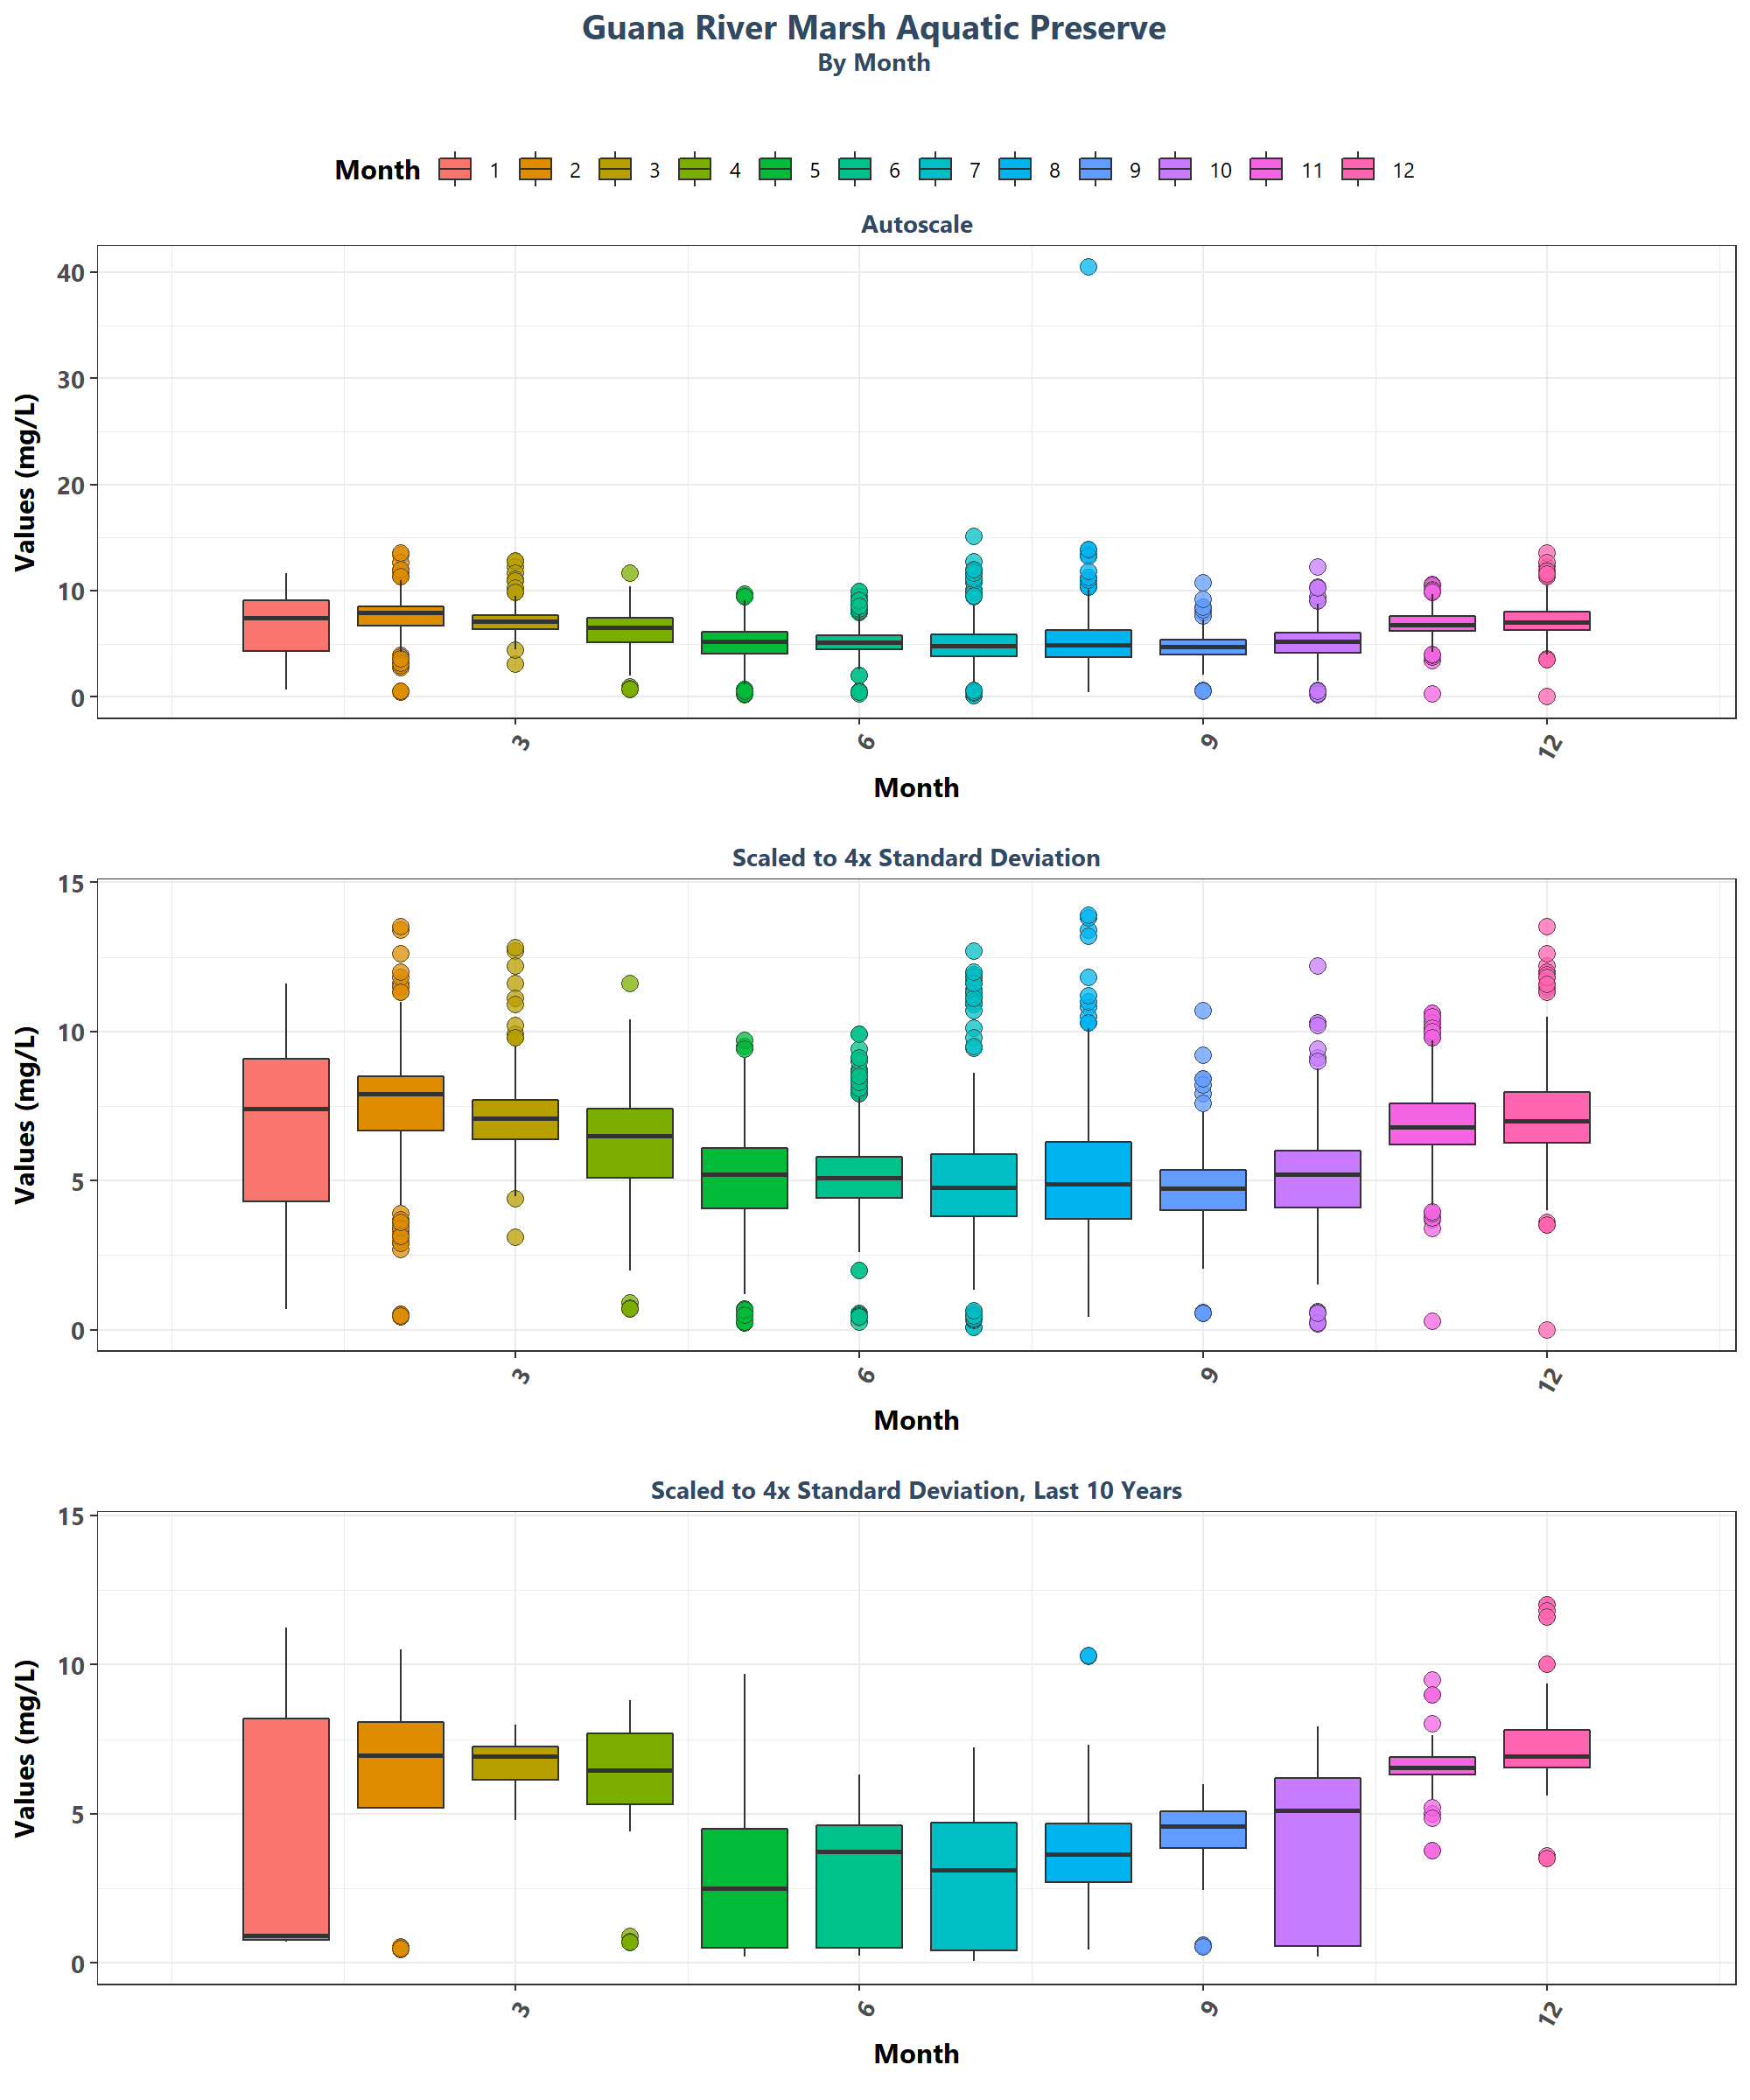 Guana River Marsh Aquatic Preserve
By Month
Month 1 2 3 4 5 6 7 8 9 10 11 12
Autoscale
Values (mg/L)
40
30
20
10
0
3 6 9 12
Month
Scaled to 4x Standard Deviation
Values (mg/L)
15
10
5
0
3 6 9 12
Month
Scaled to 4x Standard Deviation, Last 10 Years
Values (mg/L)
15
10
5
0
3 6 9 12
Month